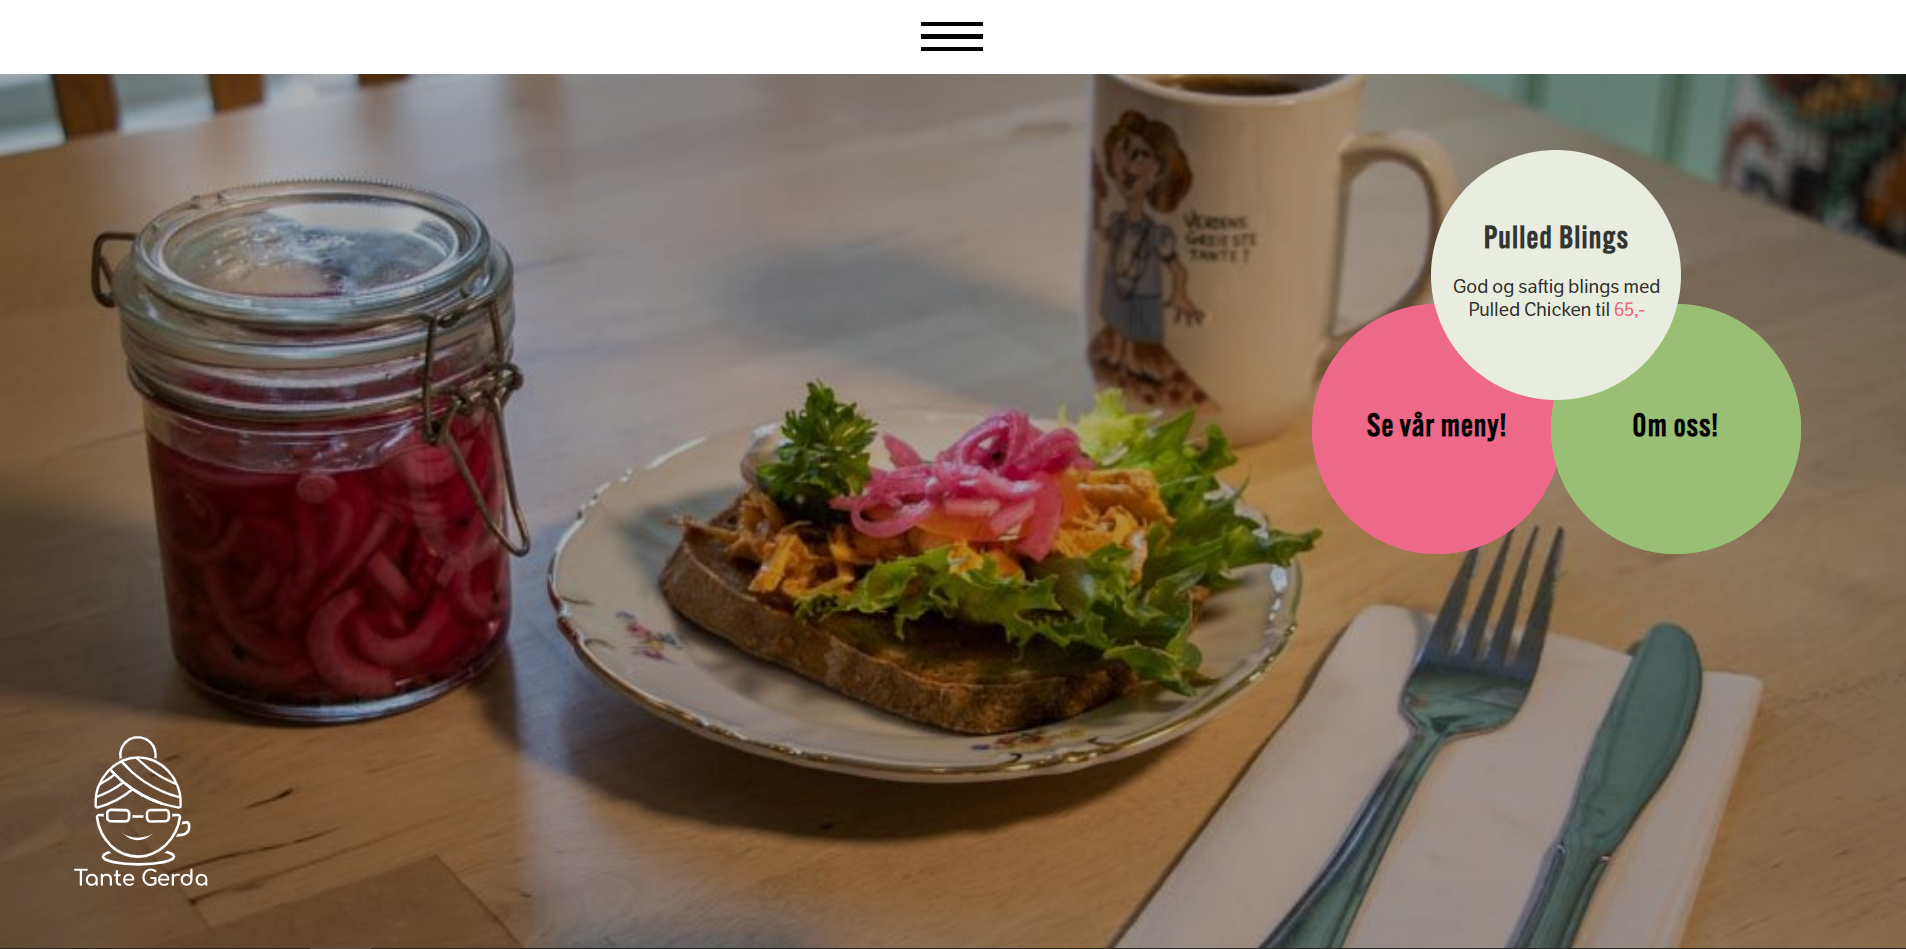 VERDENS
GREIESTE
TANTE!
Pulled Blings
God og saftig blings med
Pulled Chicken til 65,-
Se vår meny!
Om oss!
Tante Gerda